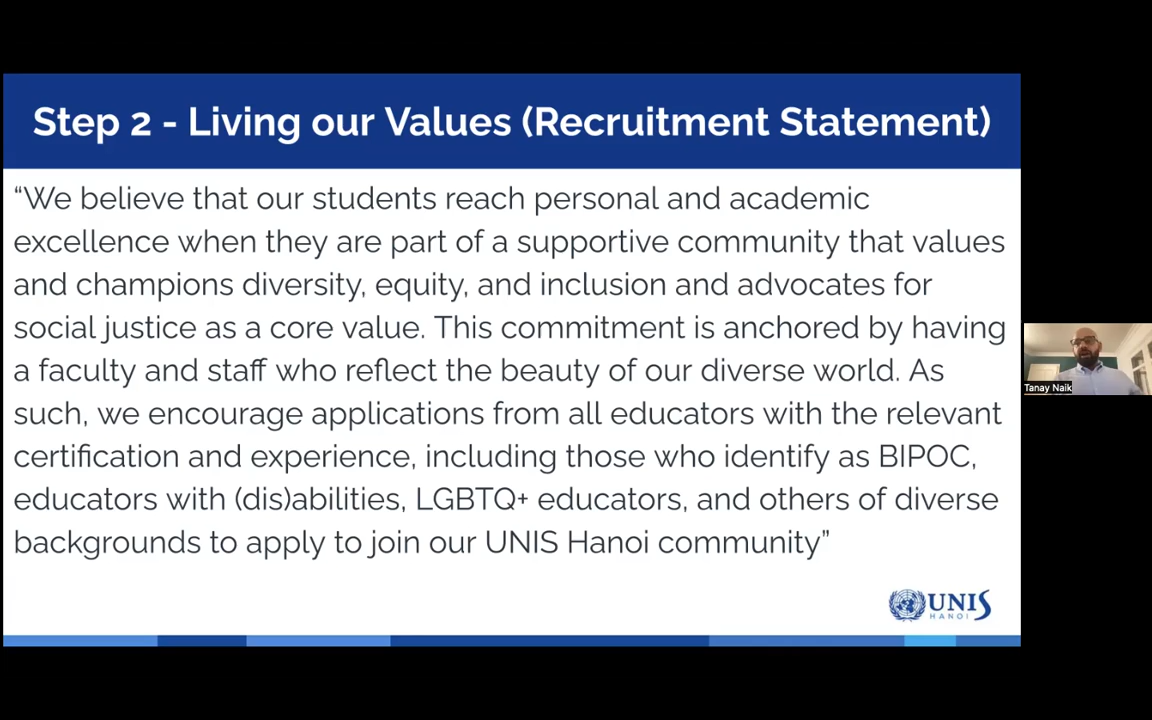 Step 2 - Living our Values (Recruitment Statement)
“We believe that our students reach personal and academic
excellence when they are part of a supportive community that values
and champions diversity, equity, and inclusion and advocates for
social justice as a core value. This commitment is anchored by having
a faculty and staff who reflect the beauty of our diverse world. As
such, we encourage applications from all educators with the relevant
certification and experience, including those who identify as BIPOC,
educators with (dis)abilities, LGBTQ+ educators, and others of diverse
backgrounds to apply to join our UNIS Hanoi community”
Tanay Naik
UNIS
HANOI